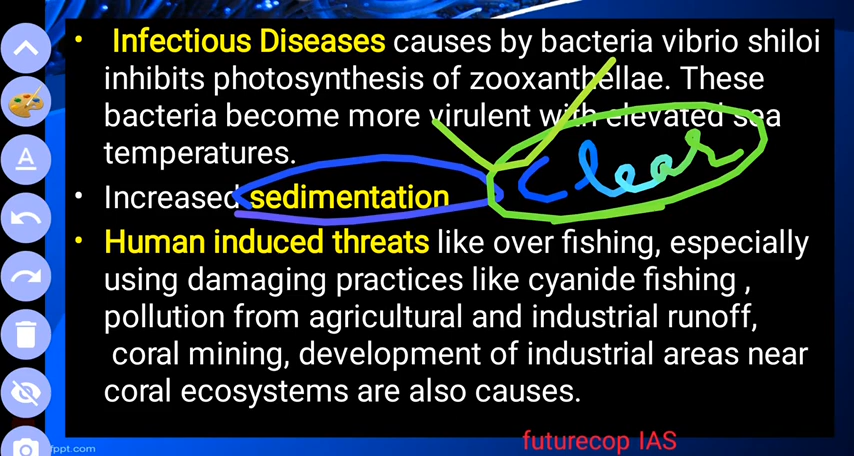 Infectious Diseases causes by bacteria vibrio shiloi
inhibits photosynthesis of zooxanthellae. These
bacteria become more virulent with elevated sea
temperatures.
Clear
Increased sedimentation
Human induced threats like over fishing, especially
using damaging practices like cyanide fishing ,
pollution from agricultural and industrial runoff,
coral mining, development of industrial areas near
coral ecosystems are also causes.
futurecop IAS
fppt.com
A